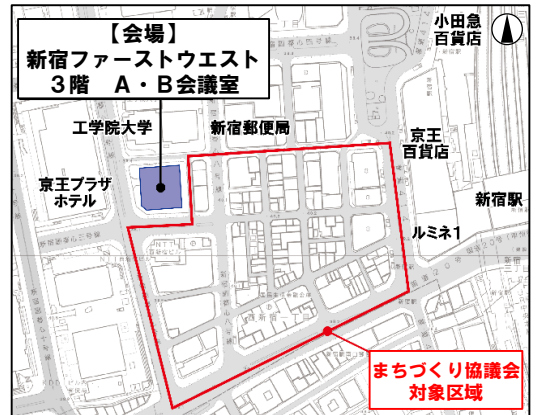 【会場】
新宿ファーストウエスト
３階　Ａ・Ｂ会議室
小田急
百貨店
工学院大学
新宿郵便局
京王
百貨店
京王プラザ
ホテル
新宿駅
ルミネ1
まちづくり協議会
対象区域